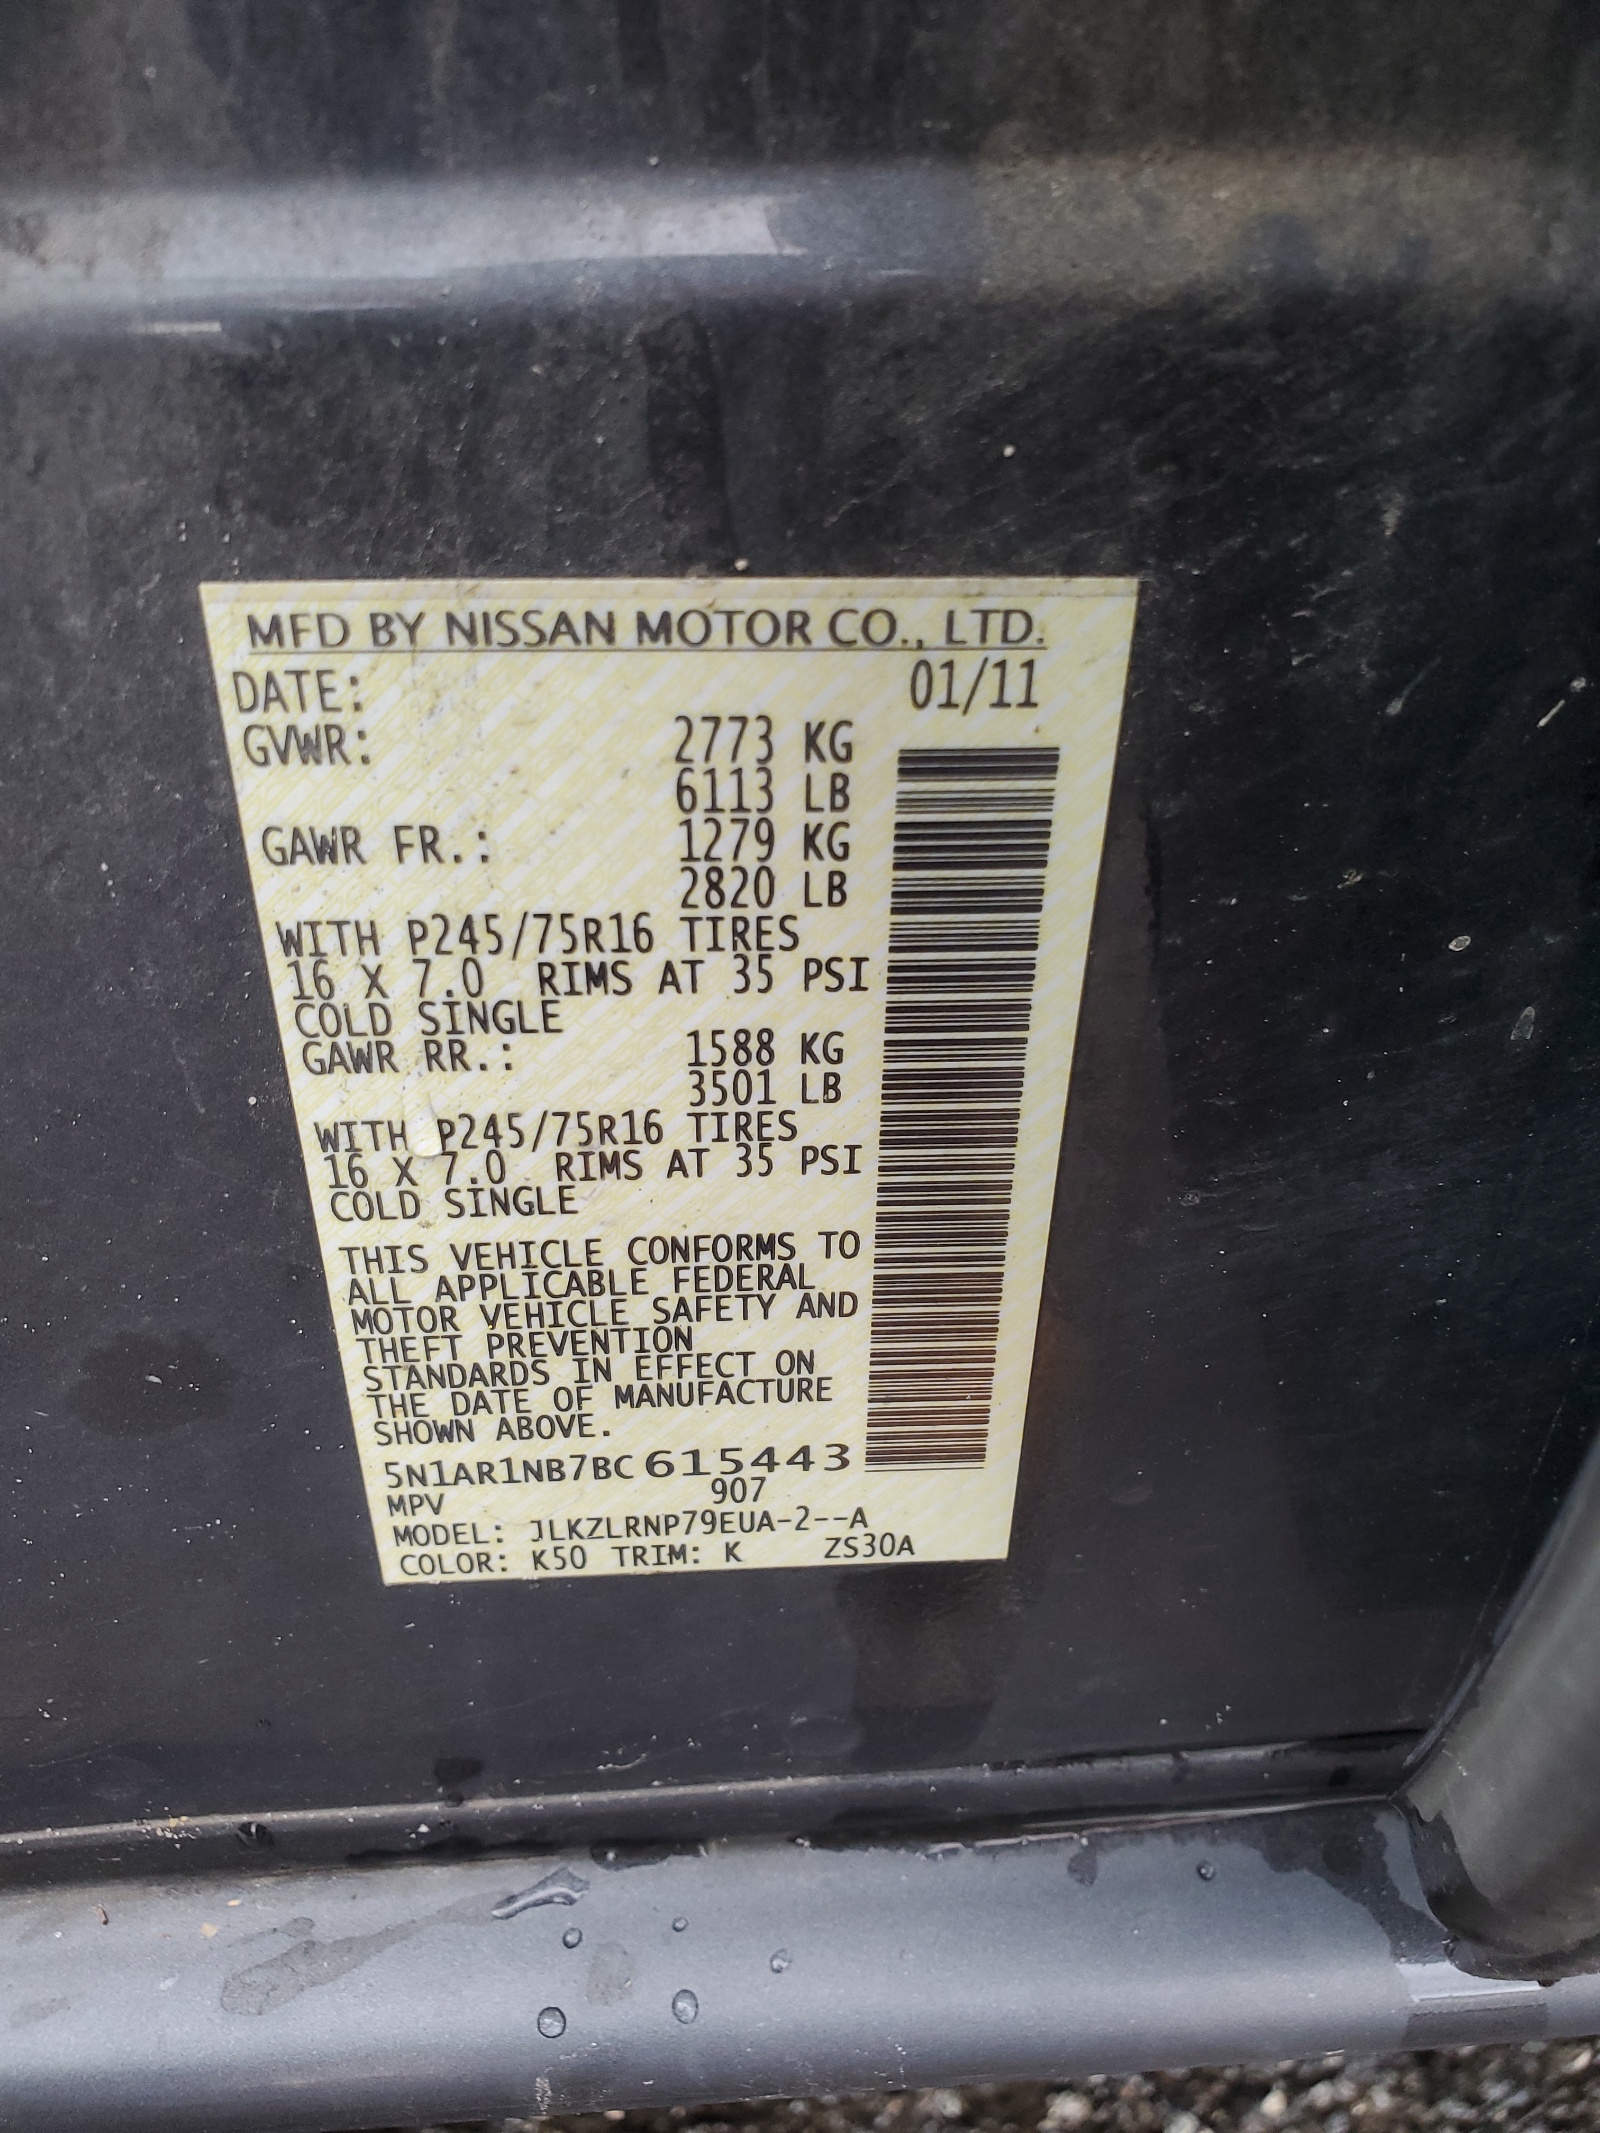 MFD BY NISSAN MOTOR CO., LTD.
DATE: 01/11
GVWR: 2773 KG
6113 LB
GAWR FR.: 1279 KG
2820 LB
WITH P245/75R16 TIRES
16 X 7.0 RIMS AT 35 PSI
COLD SINGLE
GAWR RR.: 1588 KG
3501 LB
WITH P245/75R16 TIRES
16 X 7.0 RIMS AT 35 PSI
COLD SINGLE
THIS VEHICLE CONFORMS TO
ALL APPLICABLE FEDERAL
MOTOR VEHICLE SAFETY AND
THEFT PREVENTION
STANDARDS IN EFFECT ON
THE DATE OF MANUFACTURE
SHOWN ABOVE.
5N1AR1NB7BC615443
MPV 907
MODEL: JLKZLRNP79EUA-2--A
COLOR: K50 TRIM: K ZS30A